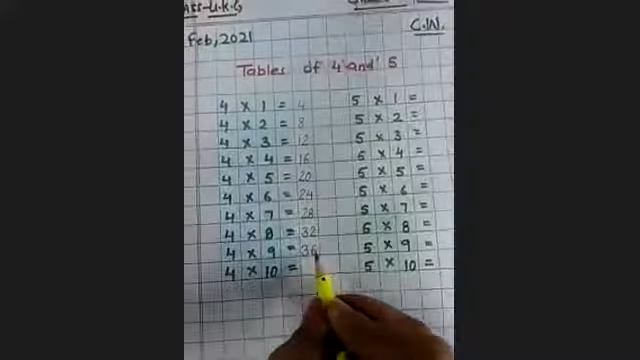 ass-U.K.G
Feb, 2021
C.W.
Tables of 4 'and' 5
4 × 1 = 4
4 × 2 = 8
4 × 3 = 12
4 × 4 = 16
4 × 5 = 20
4 × 6 = 24
4 × 7 = 28
4 × 8 = 32
4 × 9 = 36
4 × 10 =
5 × 1 =
5 × 2 =
5 × 3 =
5 × 4 =
5 × 5 =
5 × 6 =
5 × 7 =
5 × 8 =
5 × 9 =
5 × 10 =